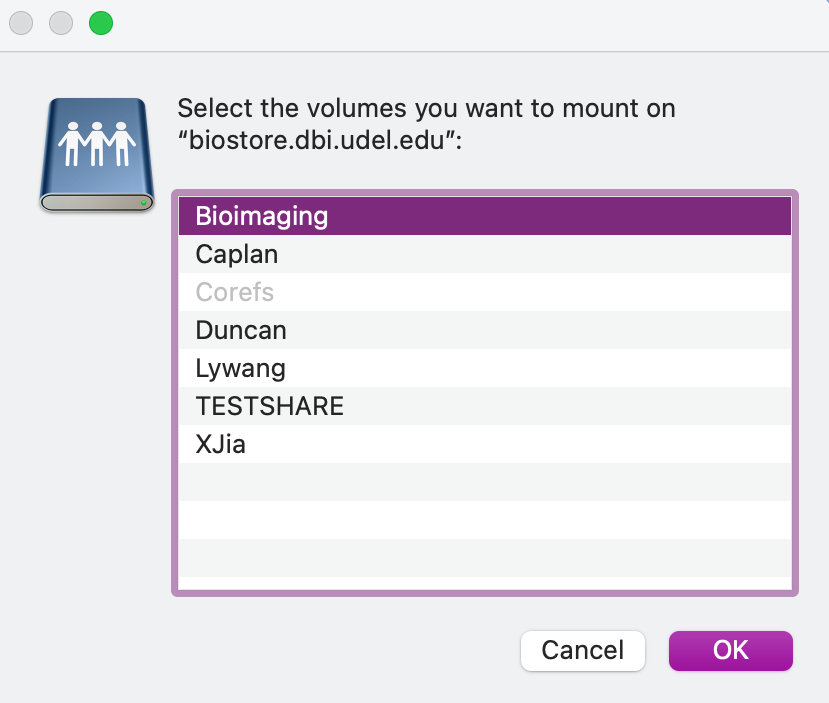 Select the volumes you want to mount on
“biostore.dbi.udel.edu”:
Bioimaging
Caplan
Corefs
Duncan
Lywang
TESTSHARE
XJia
Cancel
OK